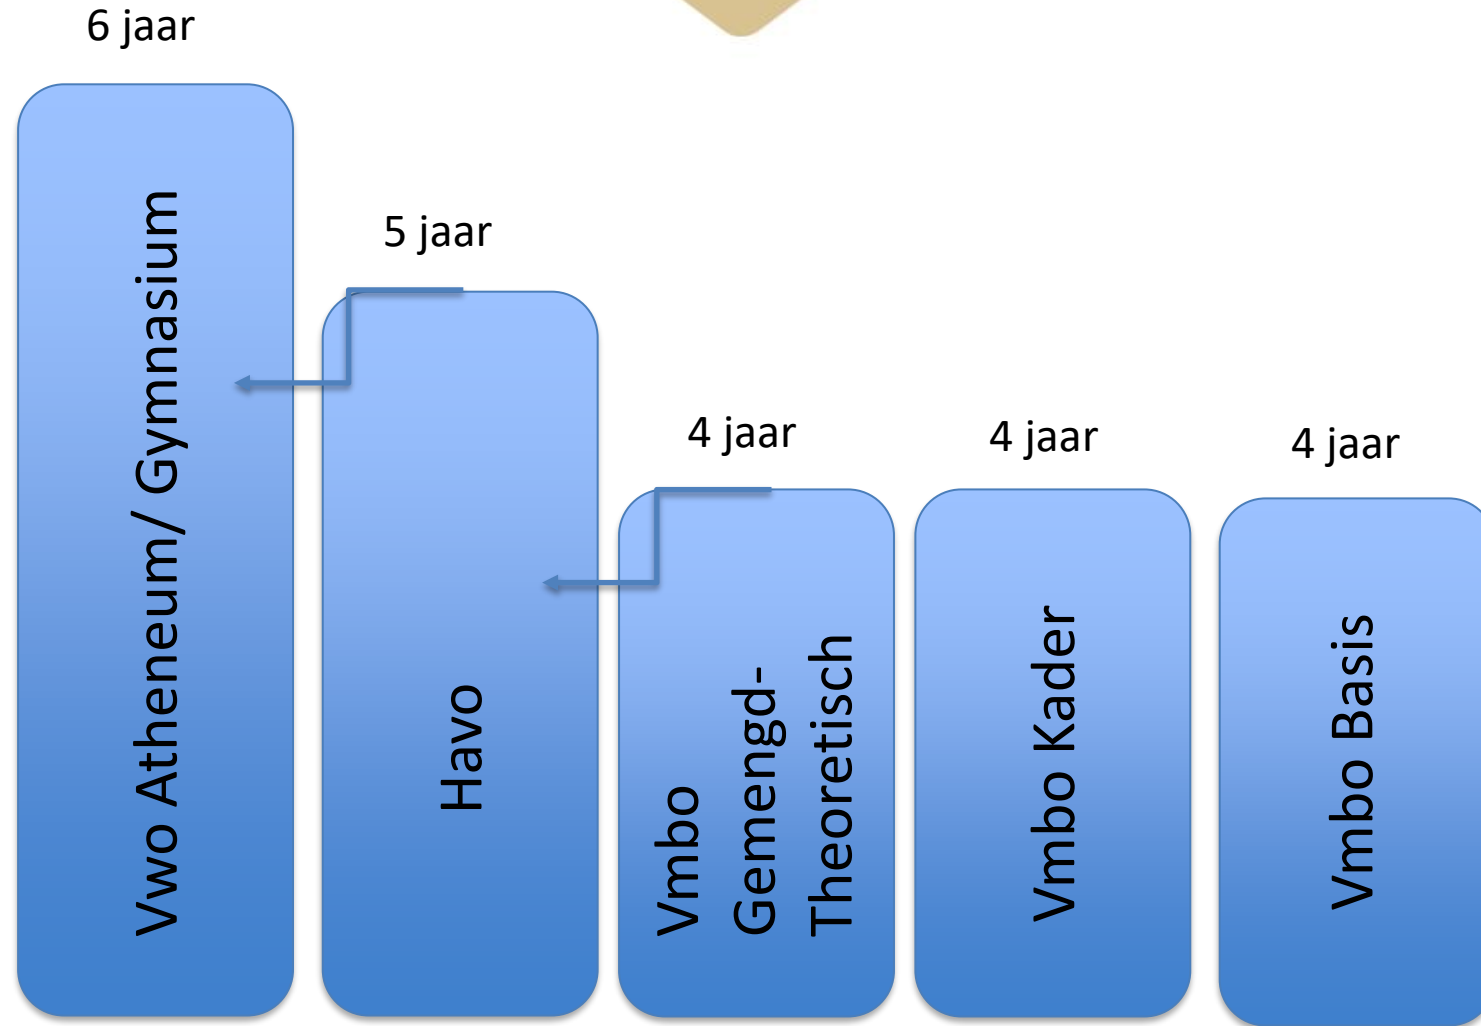 6 jaar
Vwo Atheneum/ Gymnasium
5 jaar
Havo
4 jaar
Vmbo
Gemengd-
Theoretisch
4 jaar
Vmbo Kader
4 jaar
Vmbo Basis